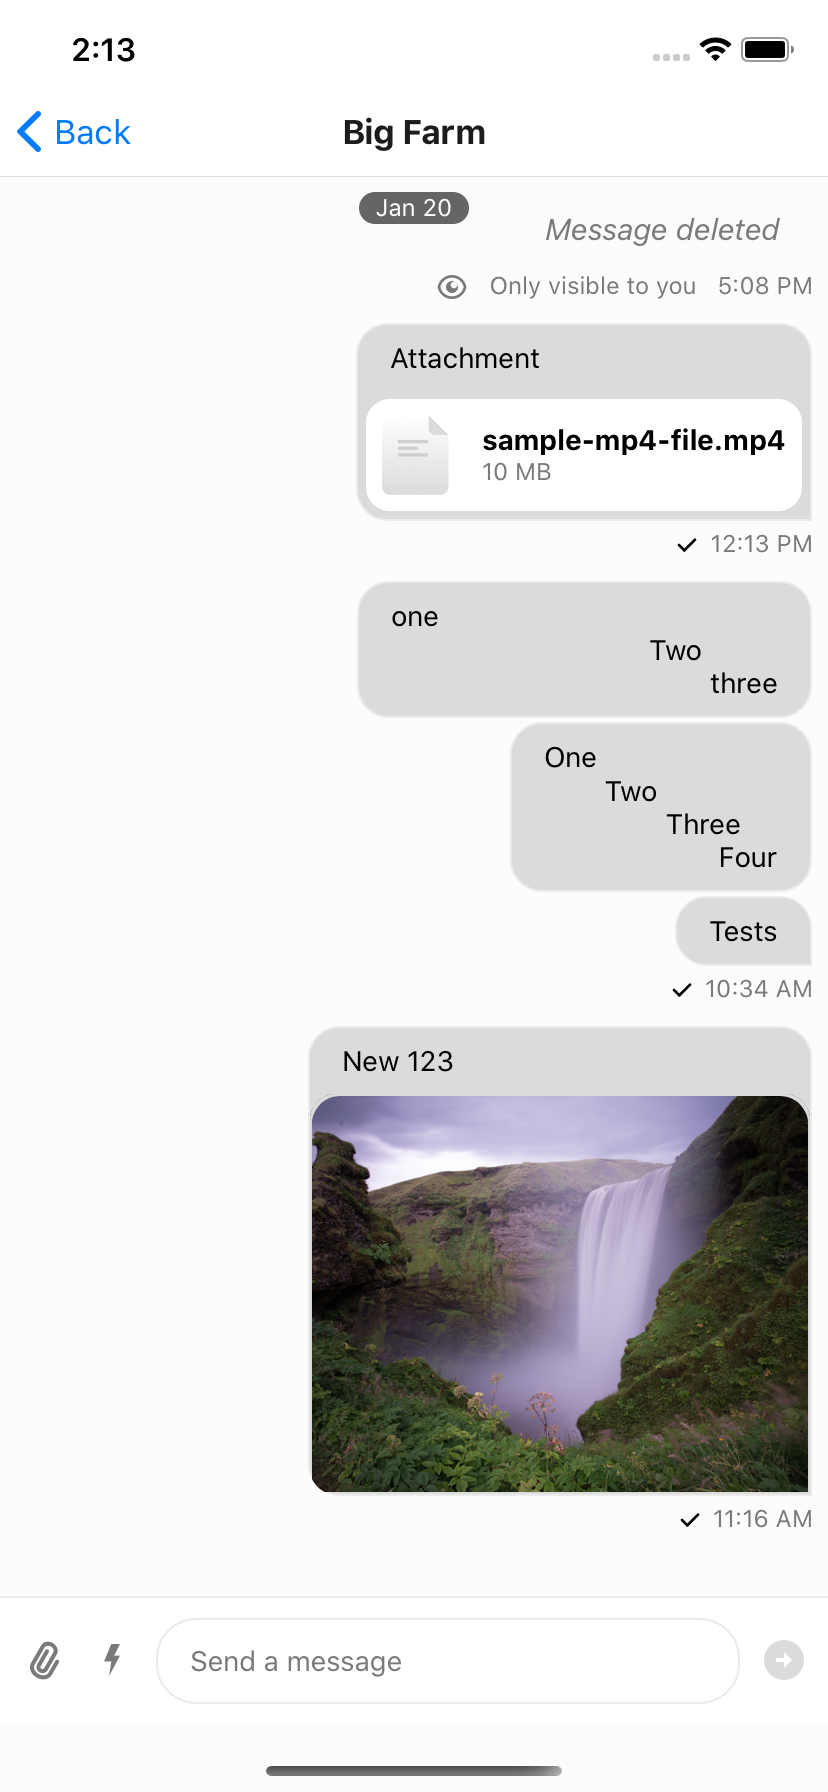 2:13
Back
Big Farm
Jan 20
Message deleted
Only visible to you 5:08 PM
Attachment
sample-mp4-file.mp4
10 MB
12:13 PM
one
Two
three
One
Two
Three
Four
Tests
10:34 AM
New 123
11:16 AM
Send a message